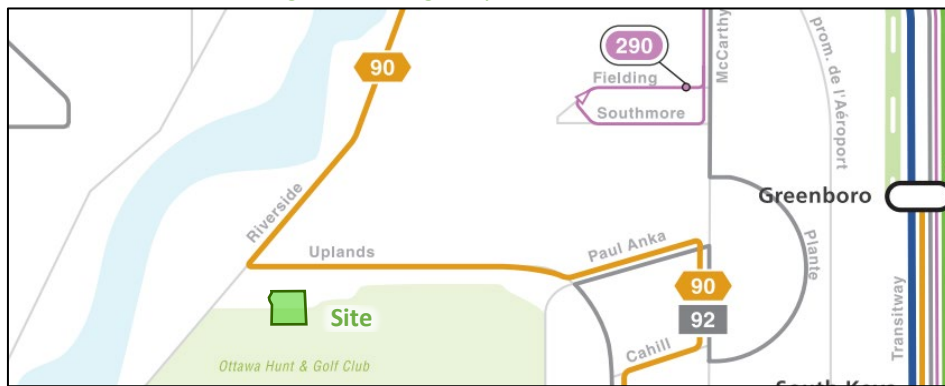 290
McCarthy
prom. de l'Aéroport
90
Fielding
Southmore
Greenboro
Riverside
Uplands
Paul Anka
Plante
90
Site
92
Transitway
Cahill
Ottawa Hunt & Golf Club